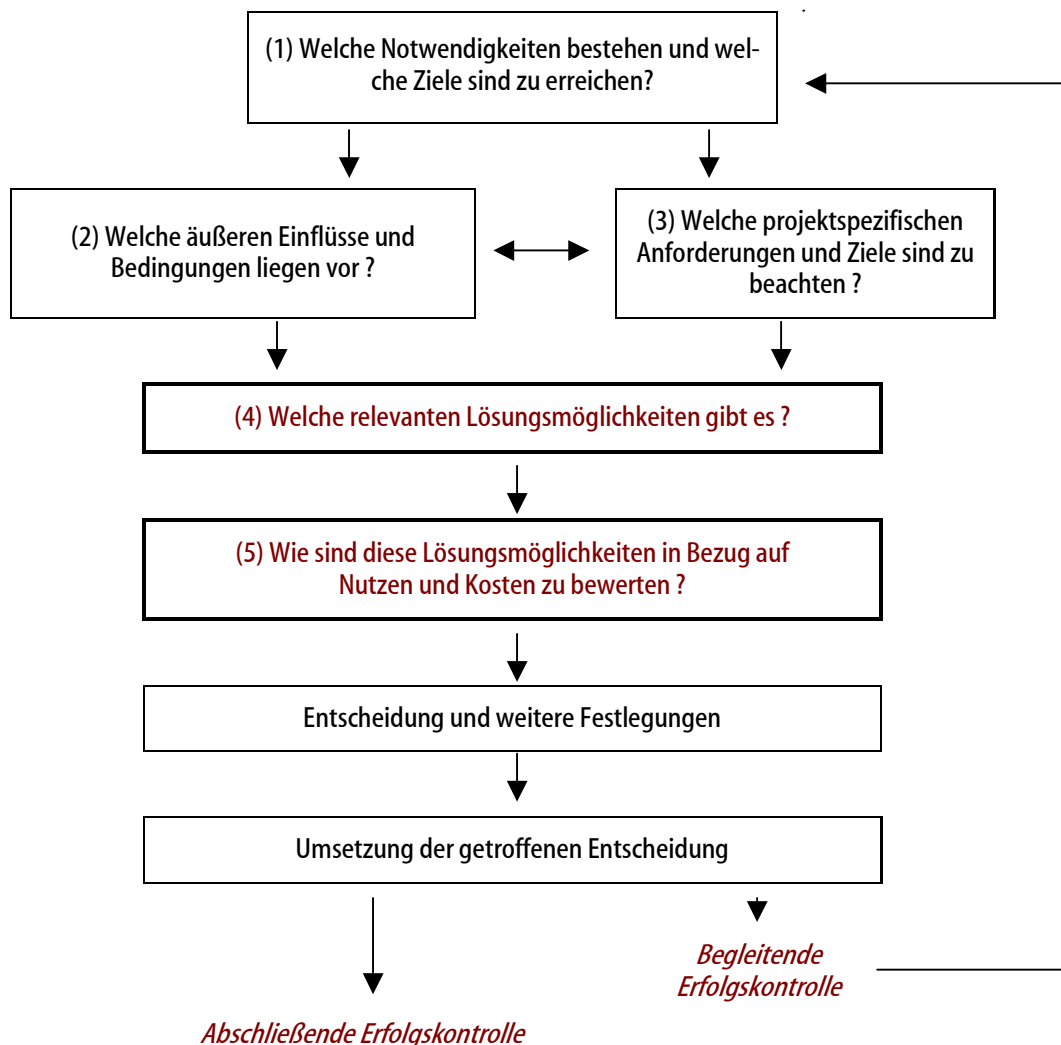 (1) Welche Notwendigkeiten bestehen und wel-
che Ziele sind zu erreichen?
(2) Welche äußeren Einflüsse und
Bedingungen liegen vor ?
(3) Welche projektspezifischen
Anforderungen und Ziele sind zu
beachten ?
(4) Welche relevanten Lösungsmöglichkeiten gibt es ?
(5) Wie sind diese Lösungsmöglichkeiten in Bezug auf
Nutzen und Kosten zu bewerten ?
Entscheidung und weitere Festlegungen
Umsetzung der getroffenen Entscheidung
Begleitende
Erfolgskontrolle
Abschließende Erfolgskontrolle